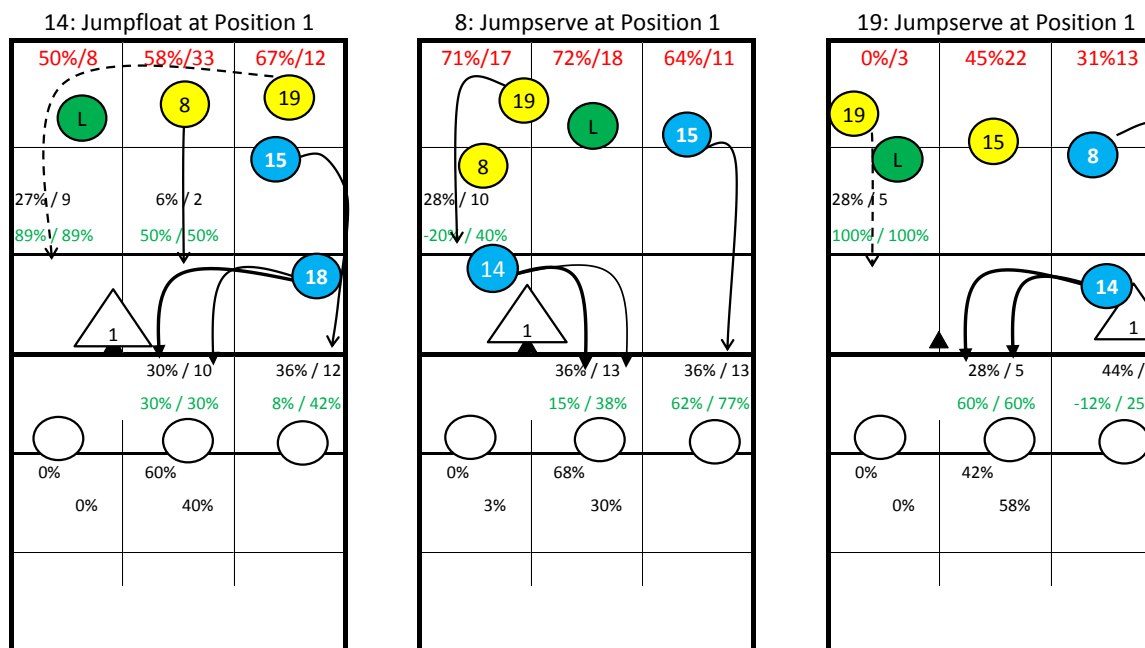 14: Jumpfloat at Position 1
50%/8 58%/33 67%/12
L 8 19
15
27% / 9 6% / 2
89% / 89% 50% / 50%
18
1
30% / 10 36% / 12
30% / 30% 8% / 42%
0% 60%
0% 40%
8: Jumpserve at Position 1
71%/17 72%/18 64%/11
19 L 15
8
28% / 10
-20% / 40%
14
1
36% / 13 36% / 13
15% / 38% 62% / 77%
0% 68%
3% 30%
19: Jumpserve at Position 1
0%/3 45%22 31%13
19 L 15 8
28% / 5
100% / 100%
14
1
28% / 5 44% /
60% / 60% -12% / 25
0% 42%
0% 58%